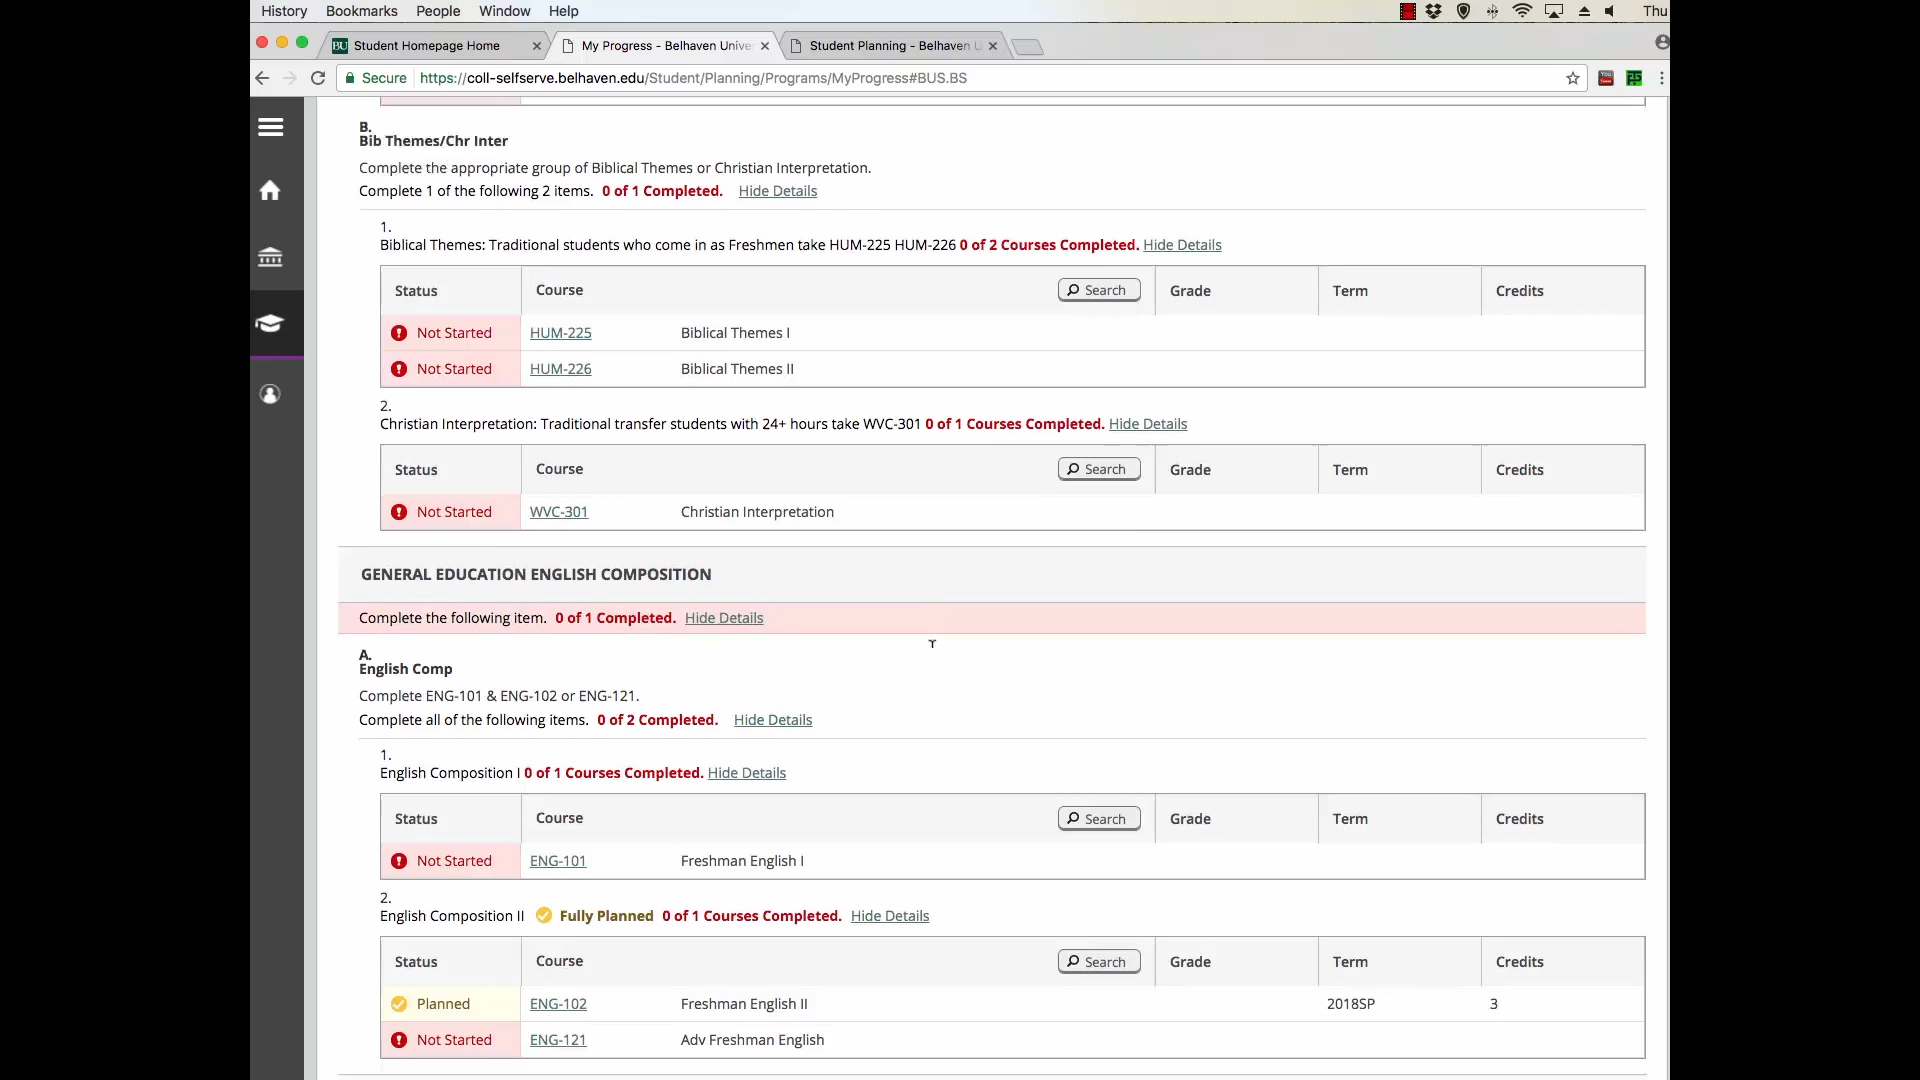 History Bookmarks People Window Help Thu
BU Student Homepage Home My Progress - Belhaven Unive Student Planning - Belhaven U
Secure https://coll-selfserve.belhaven.edu/Student/Planning/Programs/MyProgress#BUS.BS
B.
Bib Themes/Chr Inter
Complete the appropriate group of Biblical Themes or Christian Interpretation.
Complete 1 of the following 2 items. 0 of 1 Completed. Hide Details
1.
Biblical Themes: Traditional students who come in as Freshmen take HUM-225 HUM-226 0 of 2 Courses Completed. Hide Details
Status Course Search Grade Term Credits
Not Started HUM-225 Biblical Themes I
Not Started HUM-226 Biblical Themes II
2.
Christian Interpretation: Traditional transfer students with 24+ hours take WVC-301 0 of 1 Courses Completed. Hide Details
Status Course Search Grade Term Credits
Not Started WVC-301 Christian Interpretation
GENERAL EDUCATION ENGLISH COMPOSITION
Complete the following item. 0 of 1 Completed. Hide Details
A.
English Comp
Complete ENG-101 & ENG-102 or ENG-121.
Complete all of the following items. 0 of 2 Completed. Hide Details
1.
English Composition I 0 of 1 Courses Completed. Hide Details
Status Course Search Grade Term Credits
Not Started ENG-101 Freshman English I
2.
English Composition II Fully Planned 0 of 1 Courses Completed. Hide Details
Status Course Search Grade Term Credits
Planned ENG-102 Freshman English II 2018SP 3
Not Started ENG-121 Adv Freshman English